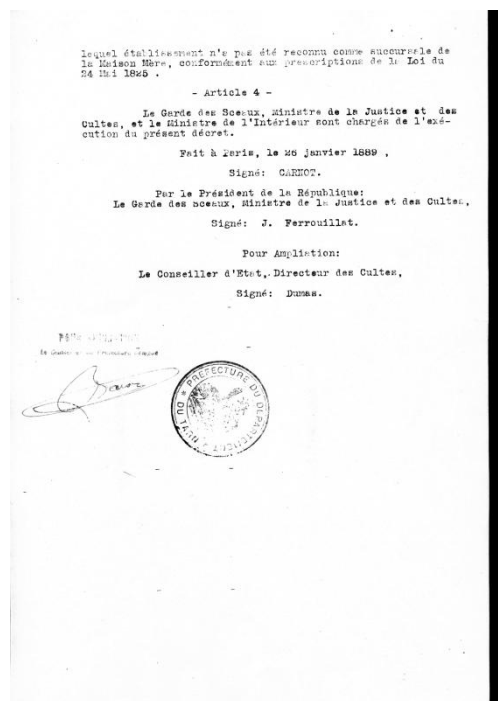 lequel établissement n'a pas été reconnu comme succursale de
la Maison Mère, conformément aux prescriptions de la Loi du
24 Mai 1825 .
- Article 4 -
Le Garde des Sceaux, Ministre de la Justice et des
Cultes, et le Ministre de l'Intérieur sont chargés de l'exé-
cution du présent décret.
Fait à Paris, le 26 janvier 1889 ,
Signé: CARNOT.
Par le Président de la République:
Le Garde des Sceaux, Ministre de la Justice et des Cultes,
Signé: J. Ferrouillat.
Pour Ampliation:
Le Conseiller d'Etat, Directeur des Cultes,
Signé: Dumas.
PREFECTURE DU DEPARTEMENT DU TARN